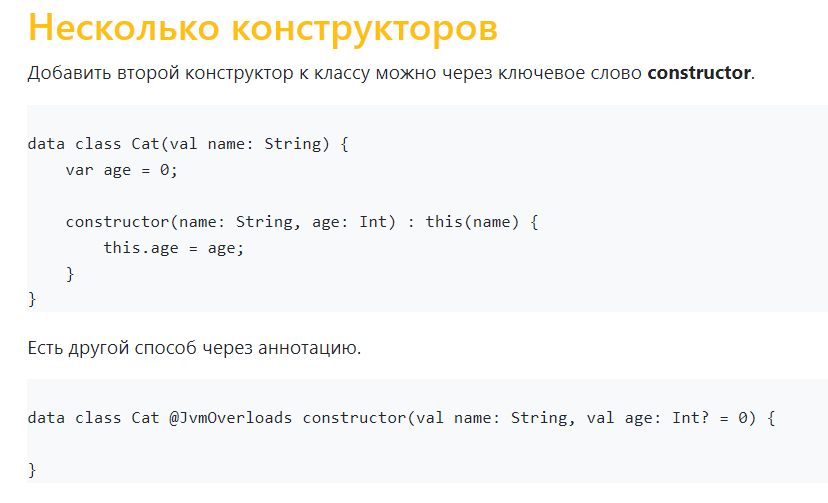 Несколько конструкторов
Добавить второй конструктор к классу можно через ключевое слово constructor.
data class Cat(val name: String) {
    var age = 0;
    constructor(name: String, age: Int) : this(name) {
        this.age = age;
    }
}
Есть другой способ через аннотацию.
data class Cat @JvmOverloads constructor(val name: String, val age: Int? = 0) {
}